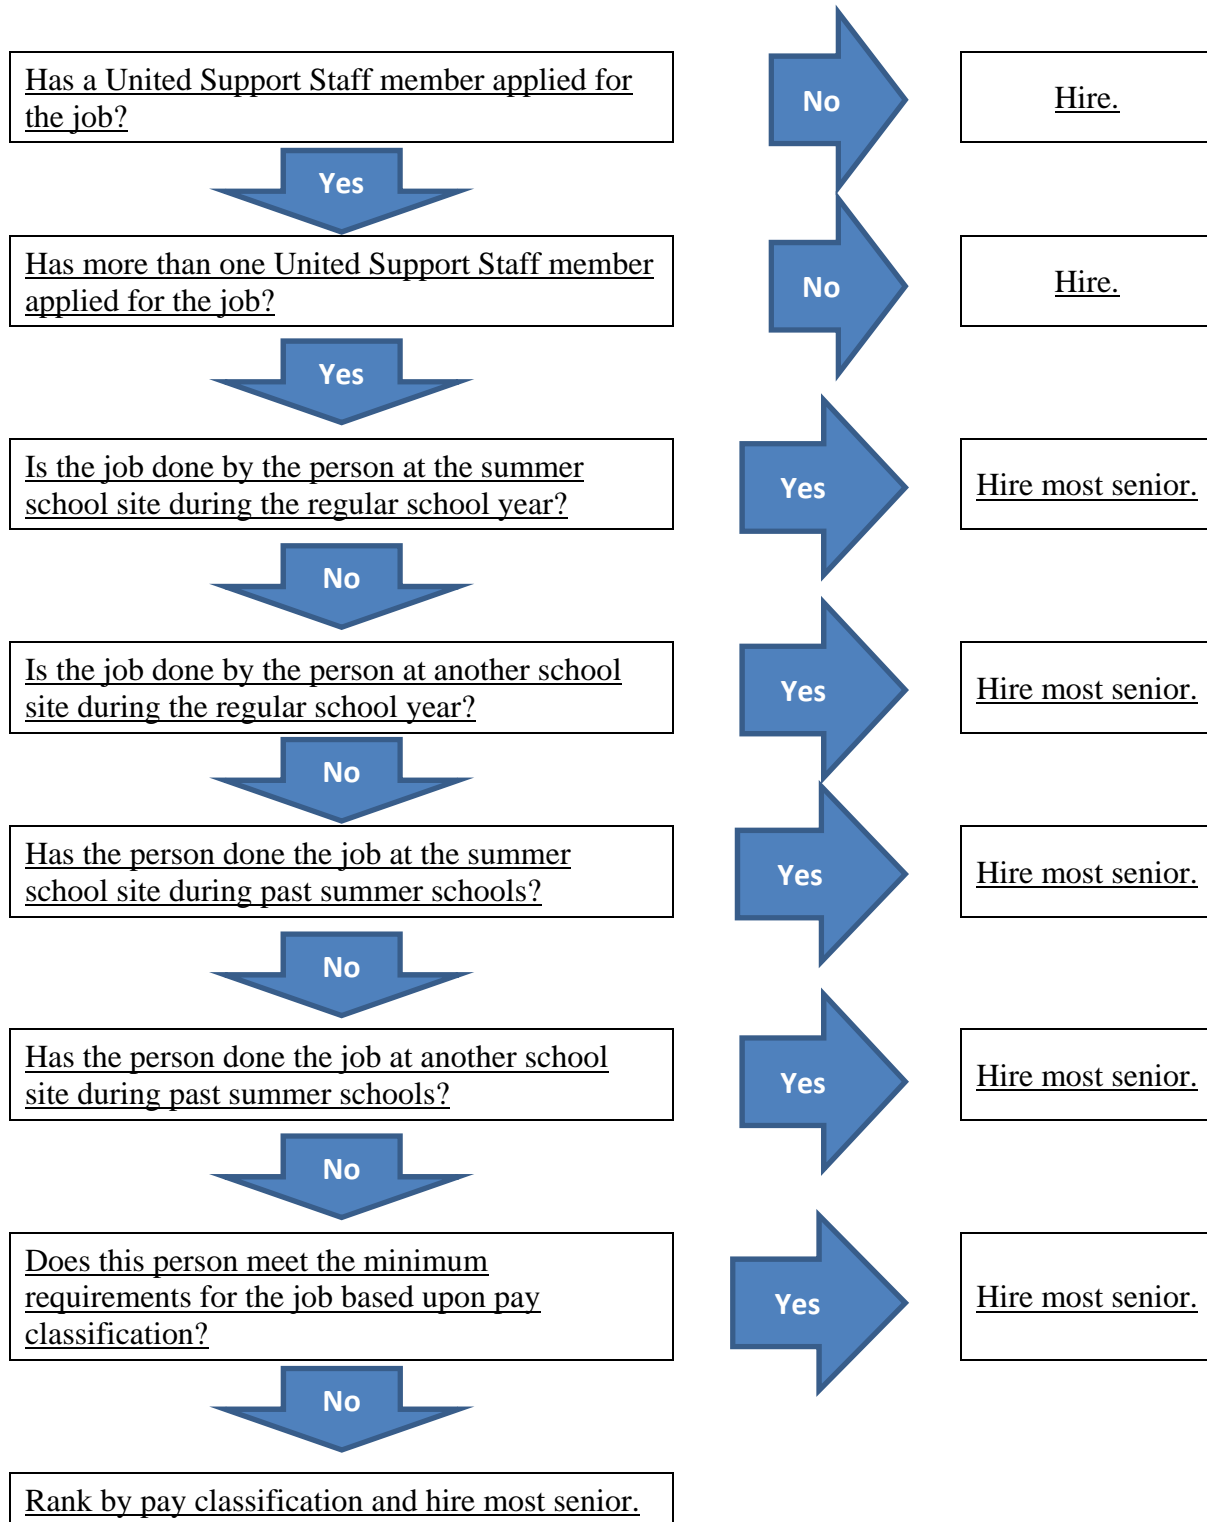 Has a United Support Staff member applied for
the job?
No
Hire.
Yes
Has more than one United Support Staff member
applied for the job?
No
Hire.
Yes
Is the job done by the person at the summer
school site during the regular school year?
Yes
Hire most senior.
No
Is the job done by the person at another school
site during the regular school year?
Yes
Hire most senior.
No
Has the person done the job at the summer
school site during past summer schools?
Yes
Hire most senior.
No
Has the person done the job at another school
site during past summer schools?
Yes
Hire most senior.
No
Does this person meet the minimum
requirements for the job based upon pay
classification?
Yes
Hire most senior.
No
Rank by pay classification and hire most senior.